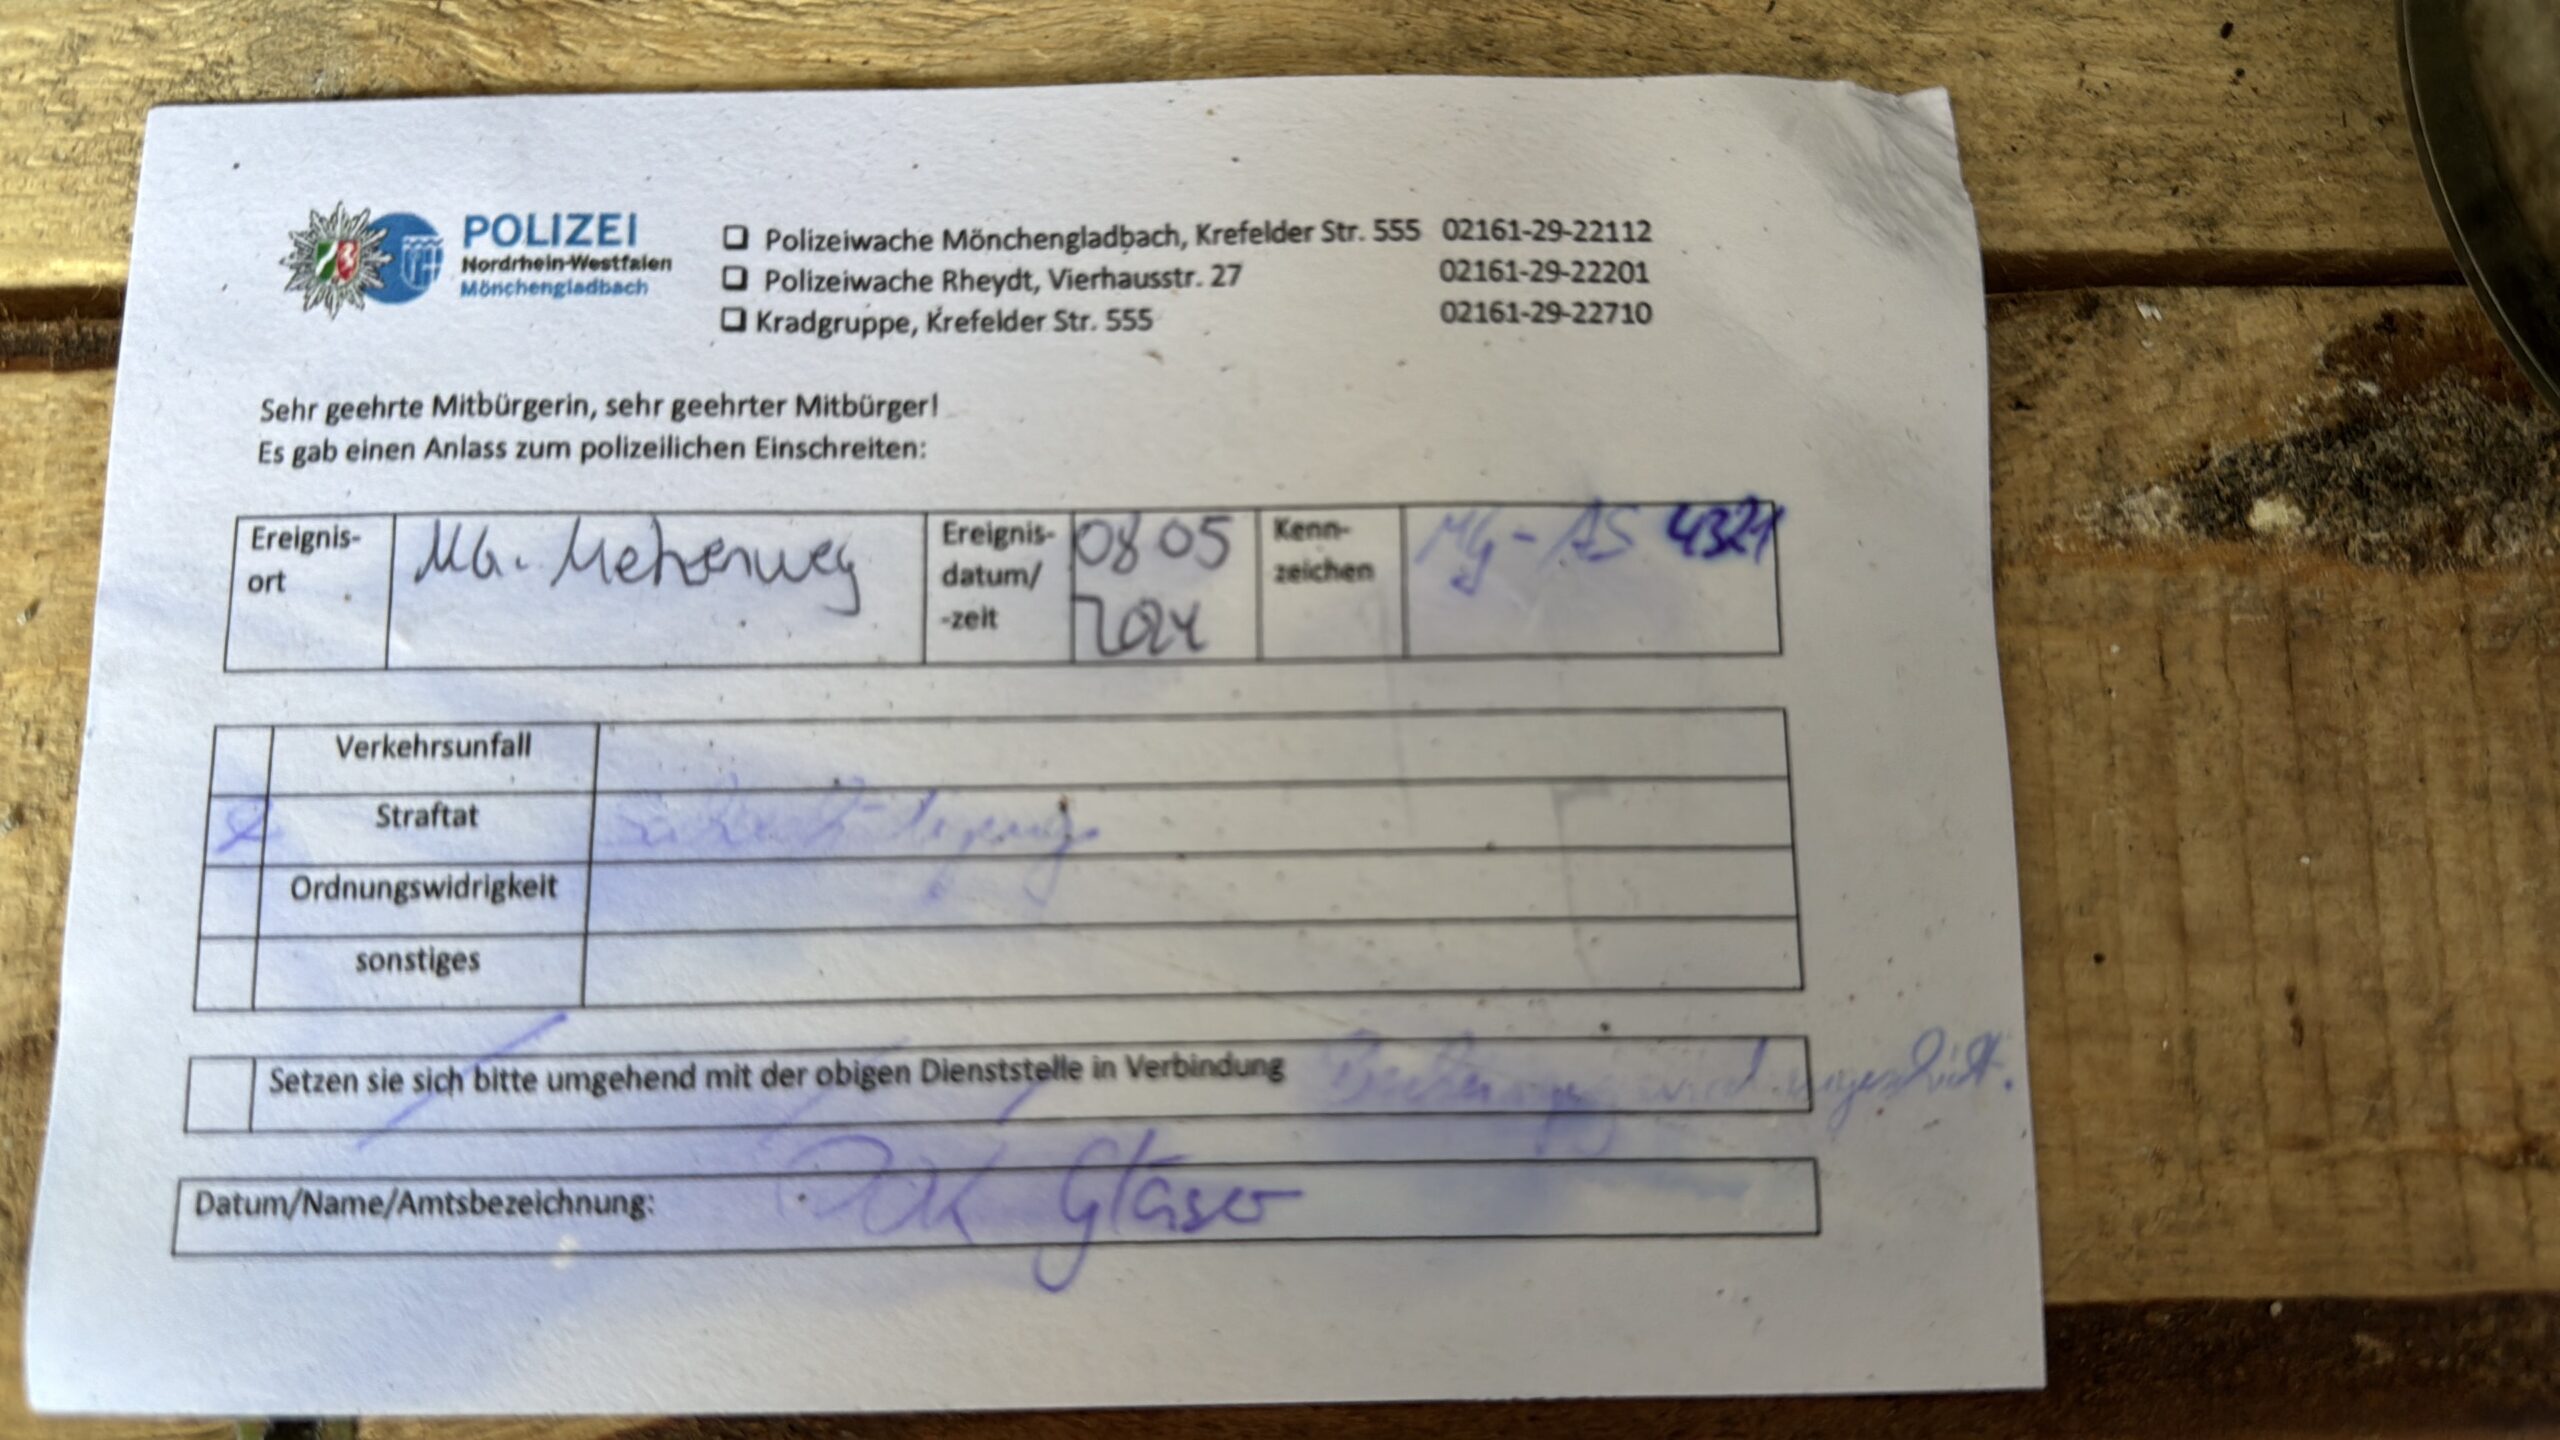 POLIZEI
Nordrhein-Westfalen
Mönchengladbach
Polizeiwache Mönchengladbach, Krefelder Str. 555 02161-29-22112
Polizeiwache Rheydt, Vierhausstr. 27 02161-29-22201
Kradgruppe, Krefelder Str. 555 02161-29-22710
Sehr geehrte Mitbürgerin, sehr geehrter Mitbürger!
Es gab einen Anlass zum polizeilichen Einschreiten:
Ereignis-
ort
MG.
Ereignis-
datum/
-zeit
08 05
2024
Kenn-
zeichen
MG - AS 4321
Verkehrsunfall
Straftat
Ordnungswidrigkeit
sonstiges
Setzen sie sich bitte umgehend mit der obigen Dienststelle in Verbindung wird
Datum/Name/Amtsbezeichnung: Gläser